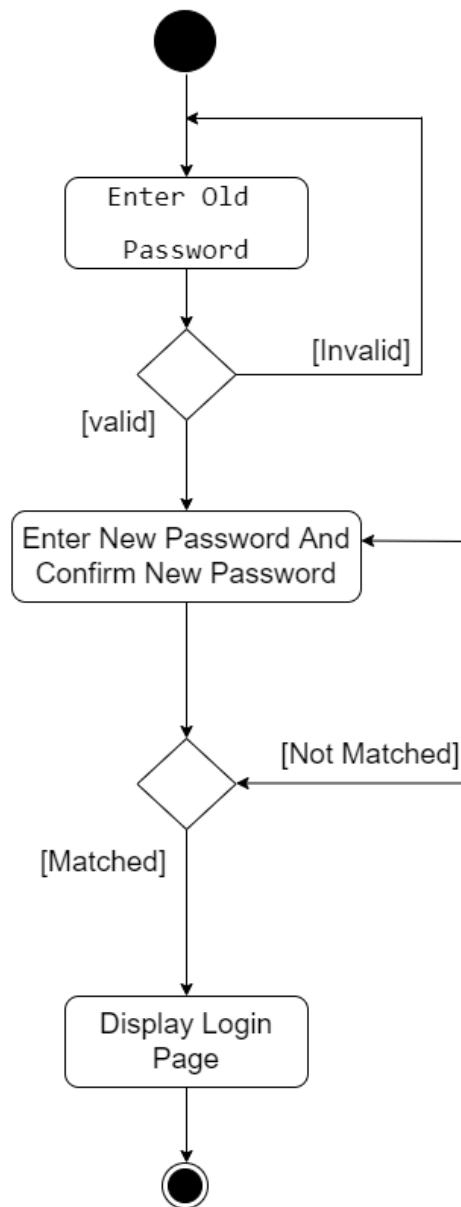 Enter Old
Password
[Invalid]
[valid]
Enter New Password And
Confirm New Password
[Not Matched]
[Matched]
Display Login
Page